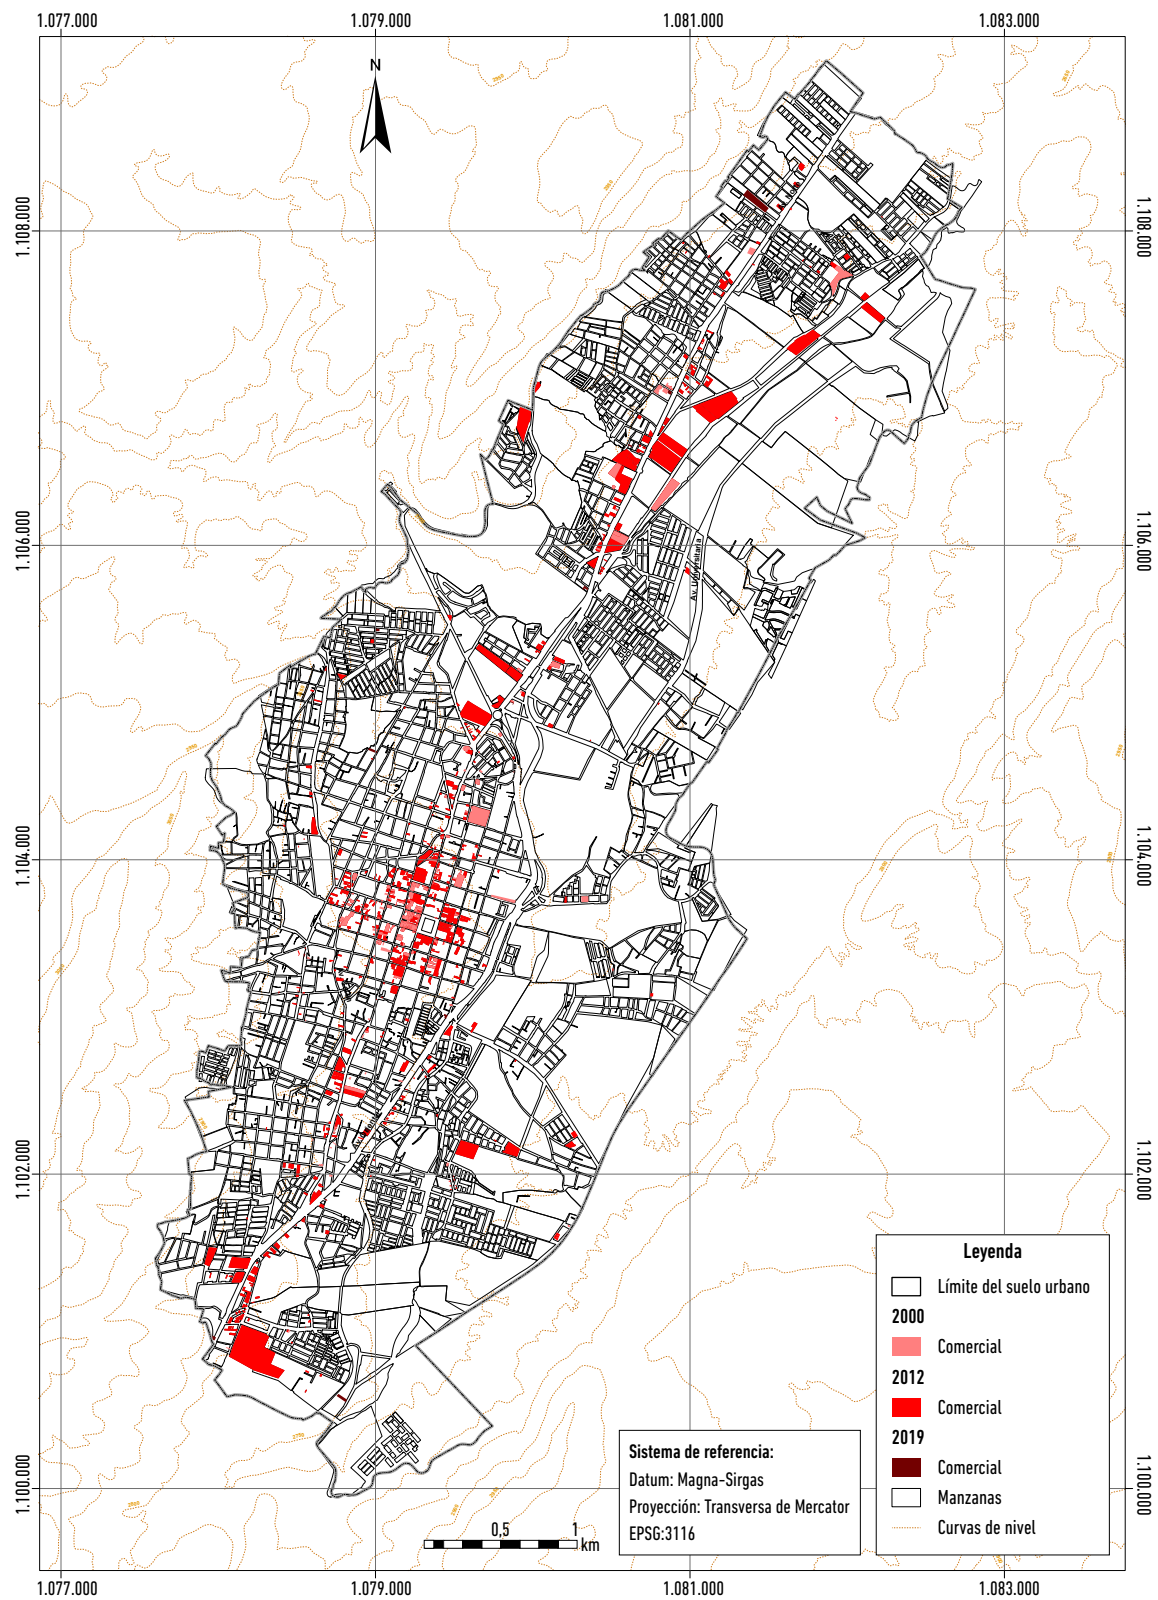 1.077.000 1.079.000 1.081.000 1.083.000
N
1.108.000 1.108.000
1.106.000 1.106.000
Av. Universitaria
1.104.000 1.104.000
1.102.000 1.102.000
Leyenda
Límite del suelo urbano
2000
Comercial
2012
Comercial
2019
Comercial
Manzanas
Curvas de nivel
Sistema de referencia:
Datum: Magna-Sirgas
Proyección: Transversa de Mercator
EPSG:3116
0,5 1
km
1.100.000 1.100.000
1.077.000 1.079.000 1.081.000 1.083.000